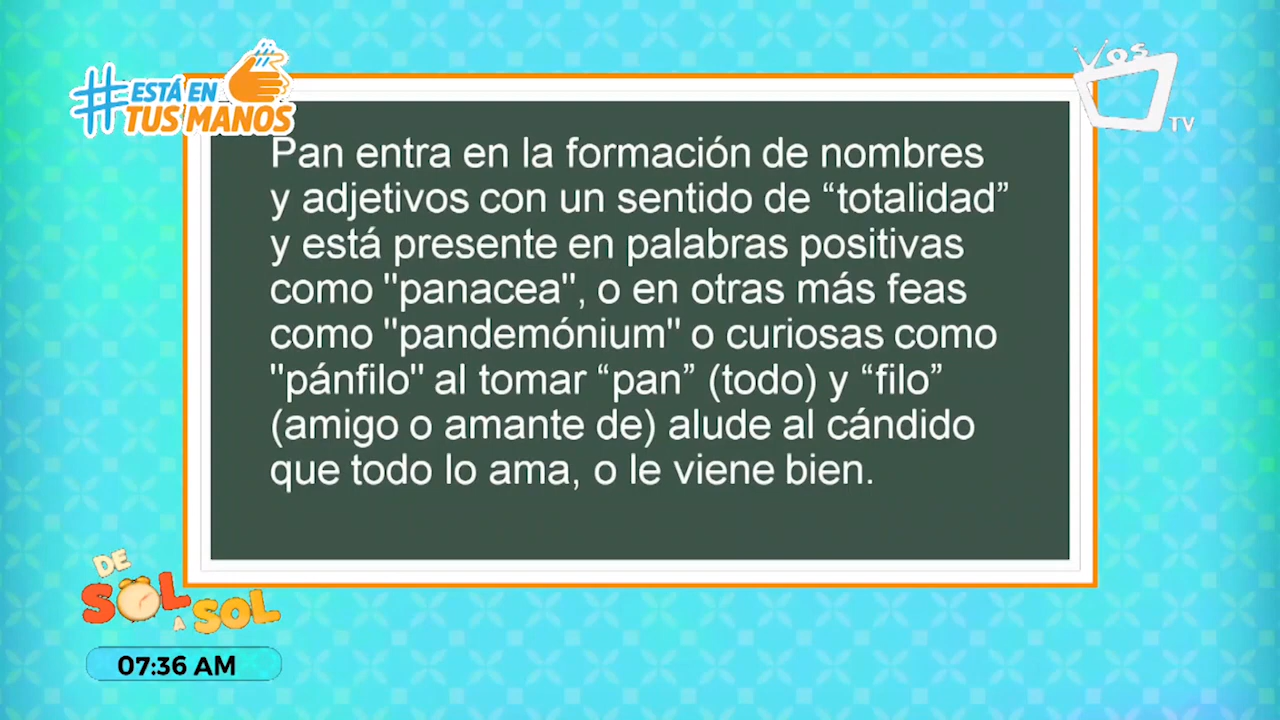 #ESTÁ EN
TUS MANOS
VOS
TV
Pan entra en la formación de nombres
y adjetivos con un sentido de “totalidad”
y está presente en palabras positivas
como "panacea", o en otras más feas
como "pandemónium" o curiosas como
"pánfilo" al tomar “pan” (todo) y “filo”
(amigo o amante de) alude al cándido
que todo lo ama, o le viene bien.
DE
SOL
A SOL
07:36 AM